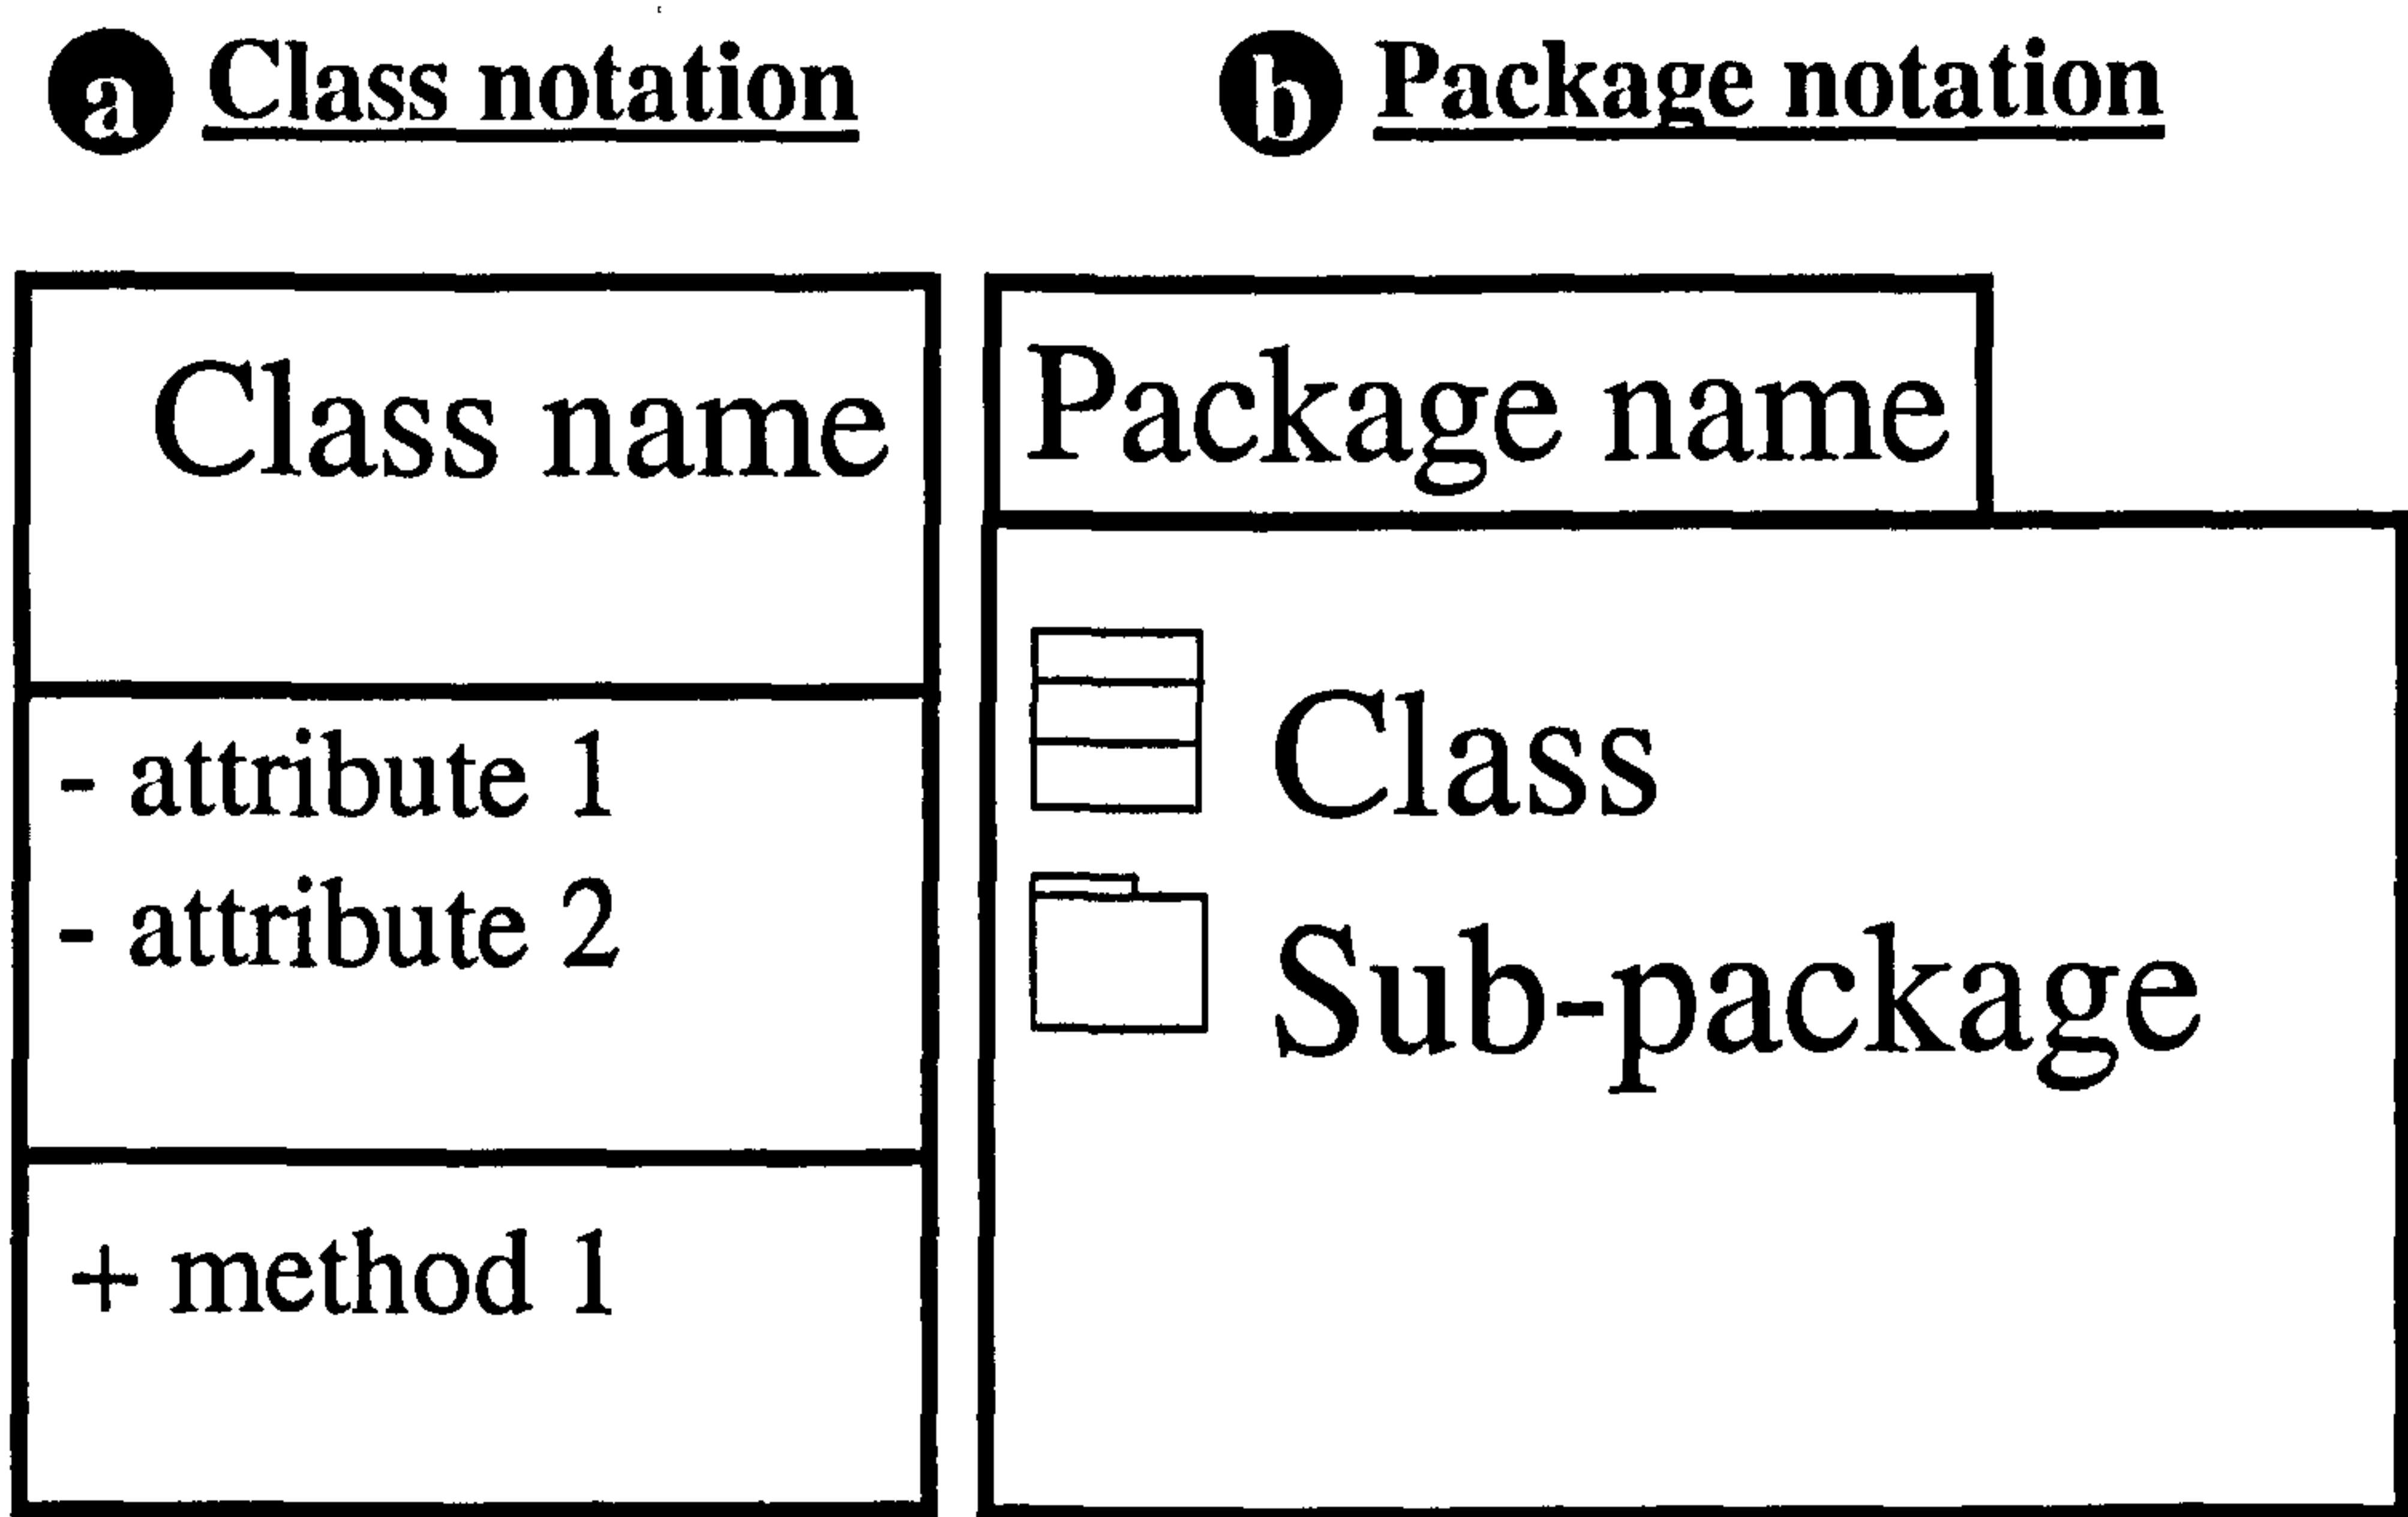 a Class notation
Class name
- attribute 1
- attribute 2
+ method 1
b Package notation
Package name
Class
Sub-package